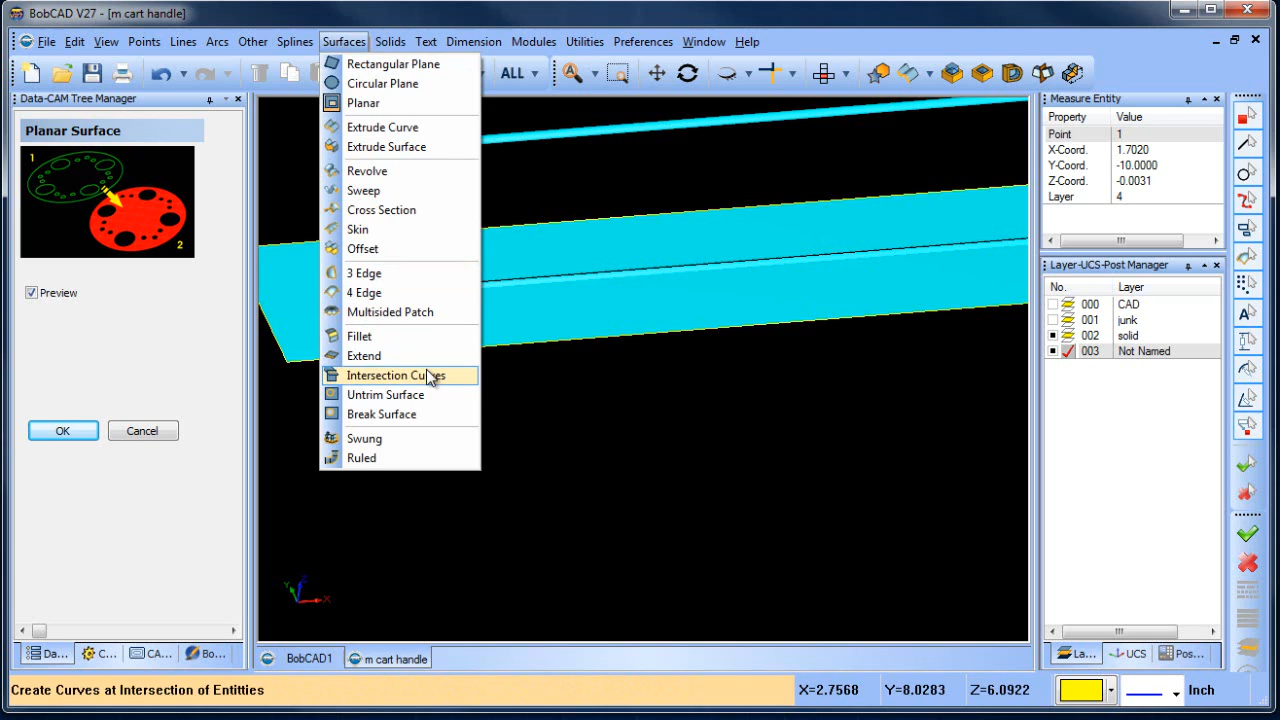 BobCAD V27 - [m cart handle]
File Edit View Points Lines Arcs Other Splines Surfaces Solids Text Dimension Modules Utilities Preferences Window Help
ALL
Data-CAM Tree Manager
Planar Surface
1
2
Preview
OK Cancel
Da... C... CA... Bo...
Rectangular Plane
Circular Plane
Planar
Extrude Curve
Extrude Surface
Revolve
Sweep
Cross Section
Skin
Offset
3 Edge
4 Edge
Multisided Patch
Fillet
Extend
Intersection Curves
Untrim Surface
Break Surface
Swung
Ruled
Y Z X
BobCAD1 m cart handle
Measure Entity
Property Value
Point 1
X-Coord. 1.7020
Y-Coord. -10.0000
Z-Coord. -0.0031
Layer 4
Layer-UCS-Post Manager
No. Layer
000 CAD
001 junk
002 solid
003 Not Named
La... UCS Pos...
Create Curves at Intersection of Entitties X=2.7568 Y=8.0283 Z=6.0922 Inch